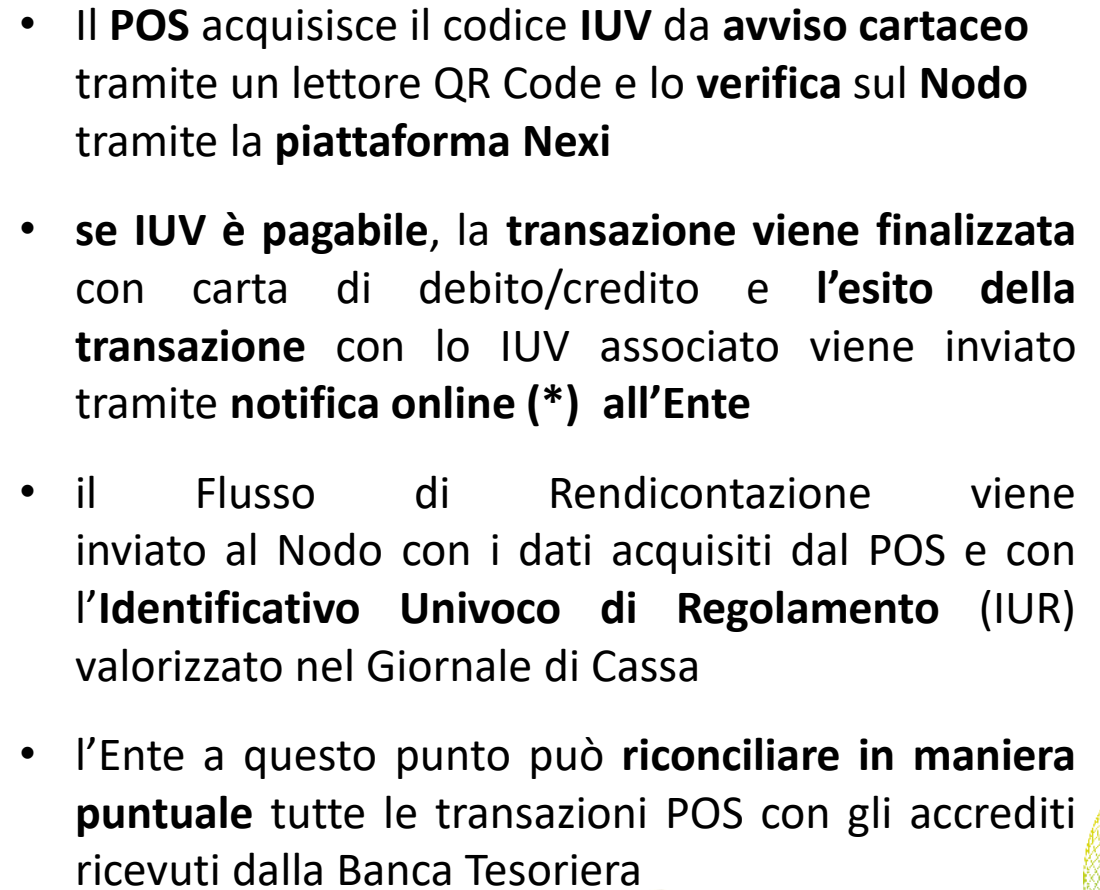 • Il POS acquisisce il codice IUV da avviso cartaceo
tramite un lettore QR Code e lo verifica sul Nodo
tramite la piattaforma Nexi
• se IUV è pagabile, la transazione viene finalizzata
con carta di debito/credito e l’esito della
transazione con lo IUV associato viene inviato
tramite notifica online (*) all’Ente
• il Flusso di Rendicontazione viene
inviato al Nodo con i dati acquisiti dal POS e con
l’Identificativo Univoco di Regolamento (IUR)
valorizzato nel Giornale di Cassa
• l’Ente a questo punto può riconciliare in maniera
puntuale tutte le transazioni POS con gli accrediti
ricevuti dalla Banca Tesoriera